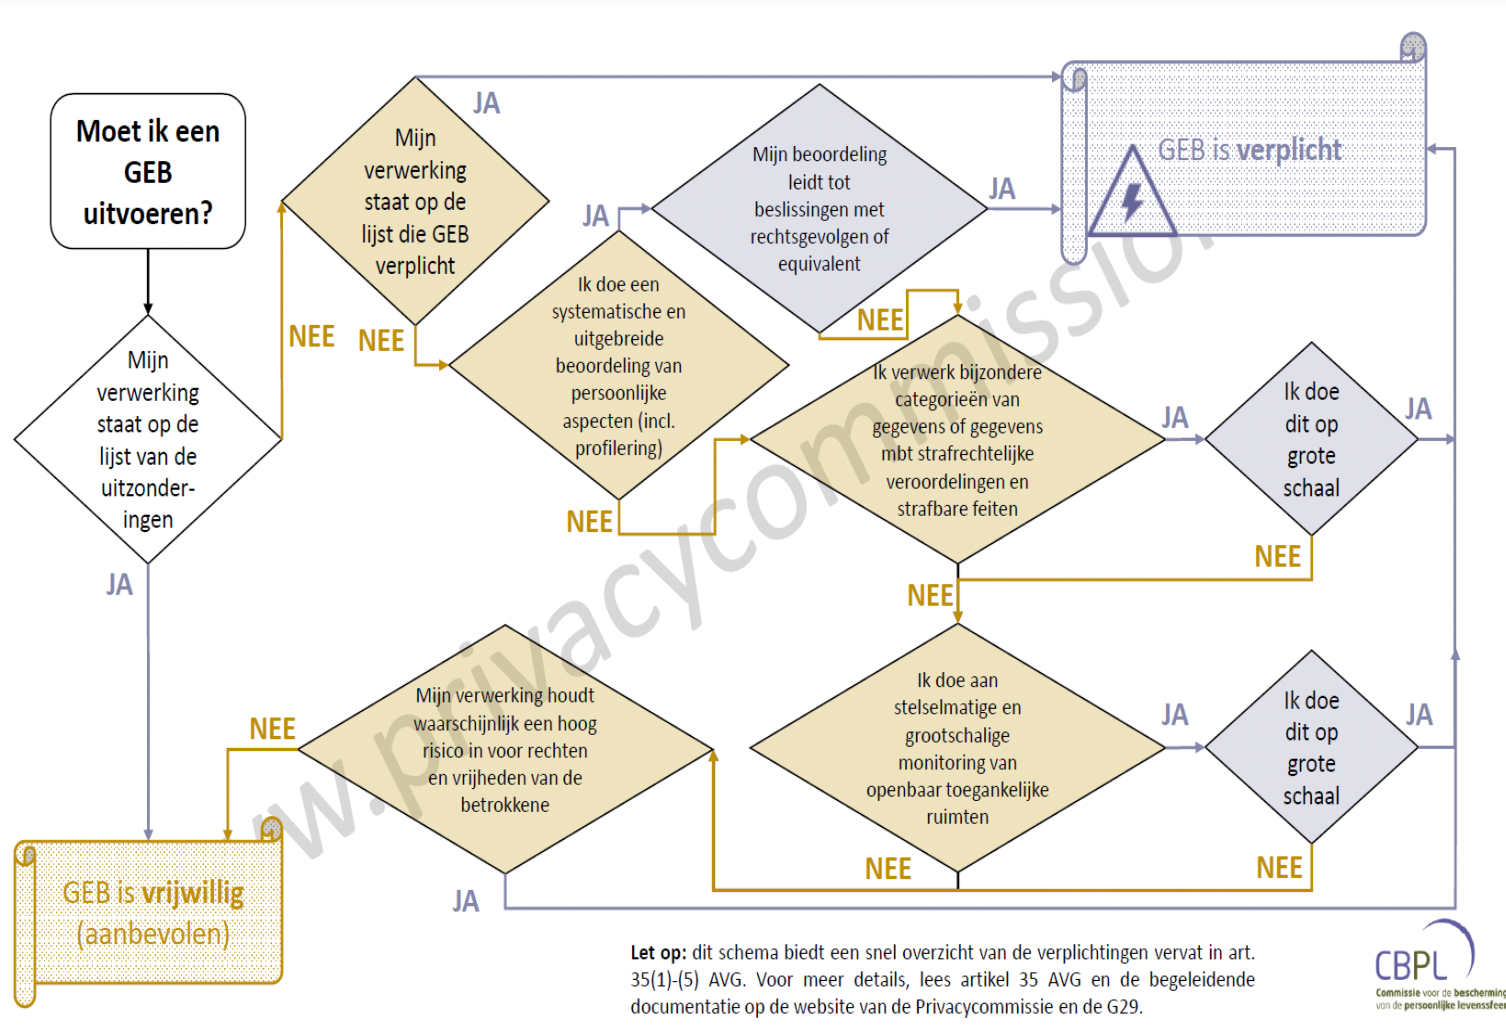 Moet ik een
GEB
uitvoeren?
Mijn
verwerking
staat op de
lijst van de
uitzonder-
ingen
JA
NEE
Mijn
verwerking
staat op de
lijst die GEB
verplicht
JA
NEE
Ik doe een
systematische en
uitgebreide
beoordeling van
persoonlijke
aspecten (incl.
profilering)
JA
NEE
Mijn beoordeling
leidt tot
beslissingen met
rechtsgevolgen of
equivalent
JA
NEE
GEB is verplicht
Ik verwerk bijzondere
categorieën van
gegevens of gegevens
mbt strafrechtelijke
veroordelingen en
strafbare feiten
JA
NEE
Ik doe
dit op
grote
schaal
JA
NEE
Ik doe aan
stelselmatige en
grootschalige
monitoring van
openbaar toegankelijke
ruimten
JA
NEE
Ik doe
dit op
grote
schaal
JA
NEE
Mijn verwerking houdt
waarschijnlijk een hoog
risico in voor rechten
en vrijheden van de
betrokkene
NEE
JA
GEB is vrijwillig
(aanbevolen)
w.privacycommissio
Let op: dit schema biedt een snel overzicht van de verplichtingen vervat in art.
35(1)-(5) AVG. Voor meer details, lees artikel 35 AVG en de begeleidende
documentatie op de website van de Privacycommissie en de G29.
CBPL
Commissie voor de bescherming
van de persoonlijke levenssfeer